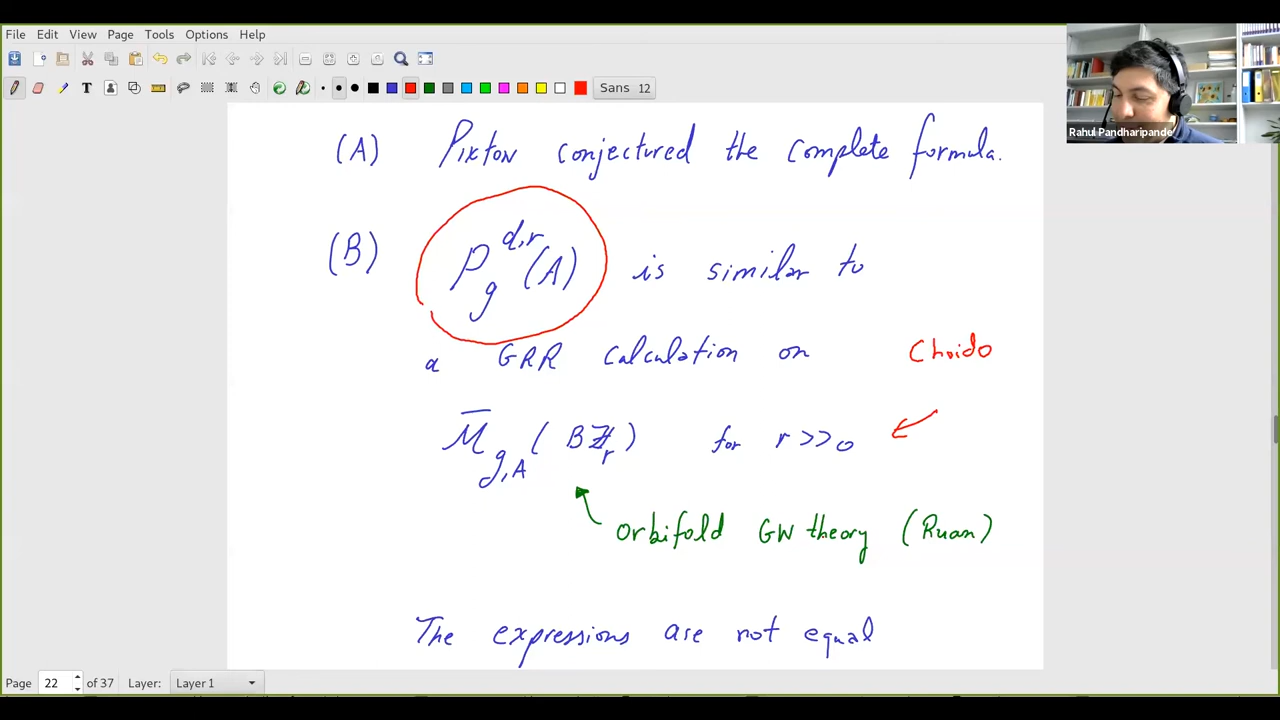 File Edit View Page Tools Options Help
Sans 12
Rahul Pandharipande
(A) Pixton conjectured the complete formula.
(B) P_g^{d,r}(A) is similar to
a GRR calculation on Choido
M̄_{g,A}(Bℤ_r) for r >> 0
orbifold GW theory (Ruan)
The expressions are not equal
Page 22 of 37 Layer: Layer 1